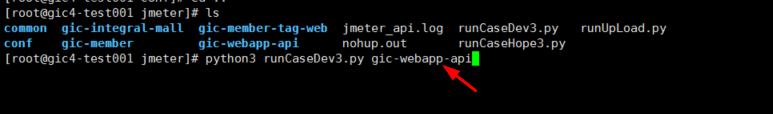 [root@gic4-test001 jmeter]# ls
common gic-integral-mall gic-member-tag-web jmeter_api.log runCaseDev3.py runUpLoad.py
conf gic-member gic-webapp-api nohup.out runCaseHope3.py
[root@gic4-test001 jmeter]# python3 runCaseDev3.py gic-webapp-api